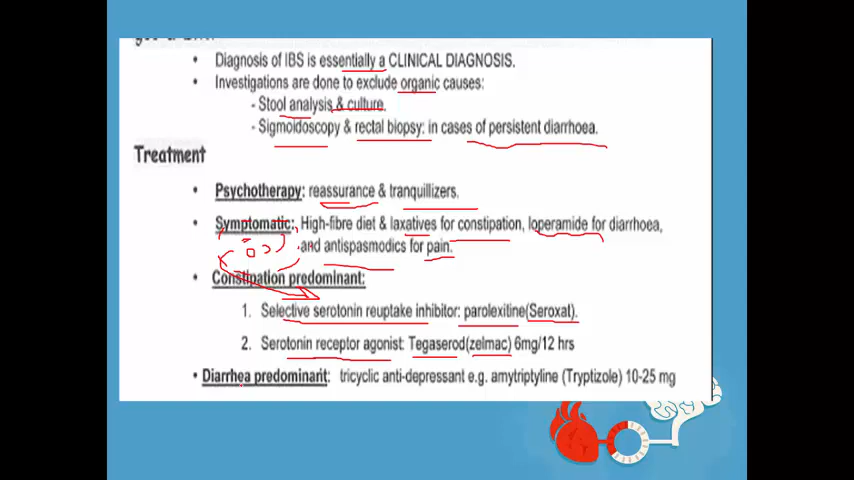 • Diagnosis of IBS is essentially a CLINICAL DIAGNOSIS.
• Investigations are done to exclude organic causes:
- Stool analysis & culture.
- Sigmoidoscopy & rectal biopsy: in cases of persistent diarrhoea.
Treatment
• Psychotherapy: reassurance & tranquillizers.
• Symptomatic: High-fibre diet & laxatives for constipation, loperamide for diarrhoea,
and antispasmodics for pain.
• Constipation predominant:
1. Selective serotonin reuptake inhibitor: parolexitine(Seroxat).
2. Serotonin receptor agonist: Tegaserod(zelmac) 6mg/12 hrs
• Diarrhea predominant: tricyclic anti-depressant e.g. amytriptyline (Tryptizole) 10-25 mg